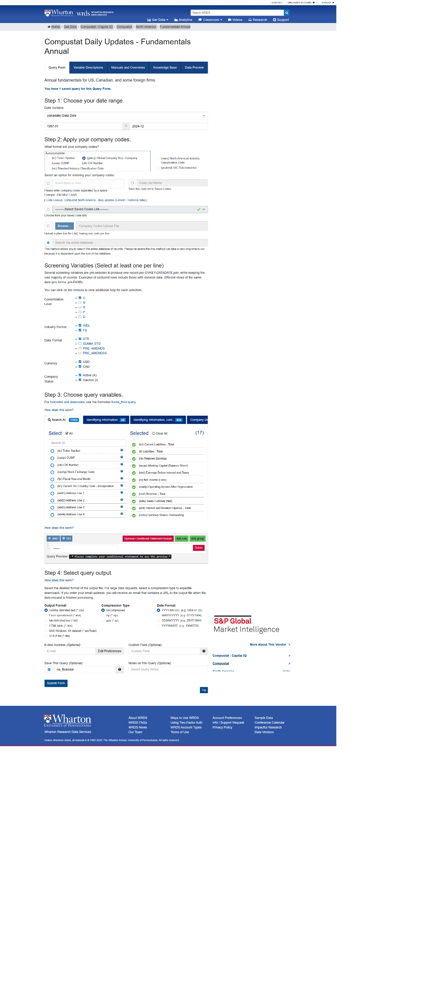 CONTACT QINZHEN'S ACCOUNT LOGOUT
Wharton UNIVERSITY of PENNSYLVANIA wrds WHARTON RESEARCH DATA SERVICES
Search WRDS
Get Data Analytics Classroom Videos Research Support
Home / Get Data / Compustat - Capital IQ / Compustat / North America / Fundamentals Annual
Compustat Daily Updates - Fundamentals
Annual
Query Form Variable Descriptions Manuals and Overviews Knowledge Base Data Preview
Annual fundamentals for US, Canadian, and some foreign firms.
You have 1 saved query for this Query Form.
Step 1: Choose your date range.
Date Variable:
(datadate) Data Date
1997-01 to 2024-12
Step 2: Apply your company codes.
What format are your company codes?
Autocomplete
(tic) Ticker Symbol (gvkey) Global Company Key - Company
(cusip) CUSIP (cik) CIK Number
(sic) Standard Industry Classification Code
(naics) North American Industry
Classification Code
(gsubind) GIC Sub-Industries
Select an option for entering your company codes:
Search Name or Ticker
Code List Name
Please enter company codes separated by a space.
Example: IBM MSFT AAPL
Save this code list to Saved Codes
[ Code Lookup: Compustat North America - daily updates (current + historical data) ]
---------Select Saved Codes List---------
Choose from your saved code lists.
Browse... Company Codes Upload File
Upload a plain text file (.txt), having one code per line
Search the entire database
This method allows you to search the entire database of records. Please be aware that this method can take a very long time to run
because it is dependent upon the size of the database
Screening Variables (Select at least one per line)
Several screening variables are pre-selected to produce one record per GVKEY-DATADATE pair, while keeping the
vast majority of records. Examples of excluded rows include those with restated data, different views of the same
data (pro forma, pre-FASB).
You can click on the choices to view additional help for each selection.
Consolidation
Level
C
N
R
P
D
Industry Format
INDL
FS
Data Format
STD
SUMM_STD
PRE_AMENDS
PRE_AMENDSS
Currency
USD
CAD
Company
Status
Active (A)
Inactive (I)
Step 3: Choose query variables.
For footnotes and datacodes, use the footnotes funda_fncd query.
How does this work?
Search All 17/974 Identifying Information 2/8 Identifying Information, cont. 0/34 Company De
Select All
Search All
(tic) Ticker Symbol
(cusip) CUSIP
(cik) CIK Number
(exchg) Stock Exchange Code
(fyr) Fiscal Year-end Month
(fic) Current ISO Country Code - Incorporation
(add1) Address Line 1
(add2) Address Line 2
(add3) Address Line 3
(add4) Address Line 4
Selected Clear All (17)
(lct) Current Liabilities - Total
(lt) Liabilities - Total
(re) Retained Earnings
(wcap) Working Capital (Balance Sheet)
(ebit) Earnings Before Interest and Taxes
(ni) Net Income (Loss)
(oiadp) Operating Income After Depreciation
(revt) Revenue - Total
(sale) Sales/Turnover (Net)
(xint) Interest and Related Expense - Total
(csho) Common Shares Outstanding
How does this work?
AND OR Remove Conditional Statement Builder Add rule Add group
------ Delete
Query Preview: * Please complete your conditional statement to see the preview *
Step 4: Select query output.
How does this work?
Select the desired format of the output file. For large data requests, select a compression type to expedite
downloads. If you enter your email address, you will receive an email that contains a URL to the output file when the
data request is finished processing.
Output Format
comma-delimited text (*.csv)
Excel spreadsheet (*.xlsx)
tab-delimited text (*.txt)
HTML table (*.htm)
SAS Windows_64 dataset (*.sas7bdat)
STATA file (*.dta)
Compression Type
Uncompressed
zip (*.zip)
gzip (*.gz)
Date Format
YYYY-MM-DD. (e.g. 1984-07-25)
MM/DD/YYYY. (e.g. 07/25/1984)
DD/MM/YYYY. (e.g. 25/07/1984)
YYYYMMDD. (e.g. 19840725)
S&P Global
Market Intelligence
More About This Vendor »
Compustat - Capital IQ »
Compustat »
North America (hide)
E-Mail Address (Optional)
E-mail Edit Preferences
Custom Field (Optional)
Custom Field
Save This Query (Optional)
na_financial
Notes on this Query (Optional)
Saved Query Notes
Submit Form
Top
Wharton
UNIVERSITY of PENNSYLVANIA
Wharton Research Data Services
About WRDS
WRDS FAQs
WRDS News
Our Team
Ways to Use WRDS
Using Two-Factor Auth
WRDS Account Types
Terms of Use
Account Preferences
Info / Support Request
Privacy Policy
Sample Data
Conference Calendar
Impactful Research
Data Vendors
Unless otherwise noted, all material is © 1993-2025, The Wharton School, University of Pennsylvania. All rights reserved.